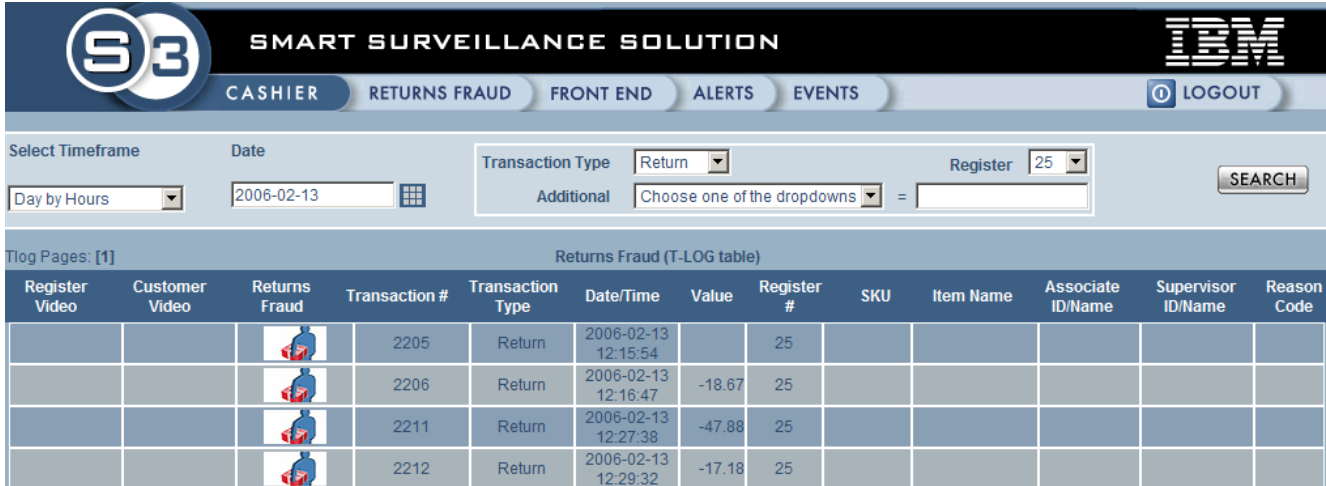 S3 SMART SURVEILLANCE SOLUTION IBM
CASHIER RETURNS FRAUD FRONT END ALERTS EVENTS LOGOUT
Select Timeframe Date Transaction Type Return Register 25
Day by Hours 2006-02-13 Additional Choose one of the dropdowns = SEARCH
Tlog Pages: [1] Returns Fraud (T-LOG table)
Register Video Customer Video Returns Fraud Transaction # Transaction Type Date/Time Value Register # SKU Item Name Associate ID/Name Supervisor ID/Name Reason Code
2205 Return 2006-02-13 12:15:54 25
2206 Return 2006-02-13 12:16:47 -18.67 25
2211 Return 2006-02-13 12:27:38 -47.88 25
2212 Return 2006-02-13 12:29:32 -17.18 25